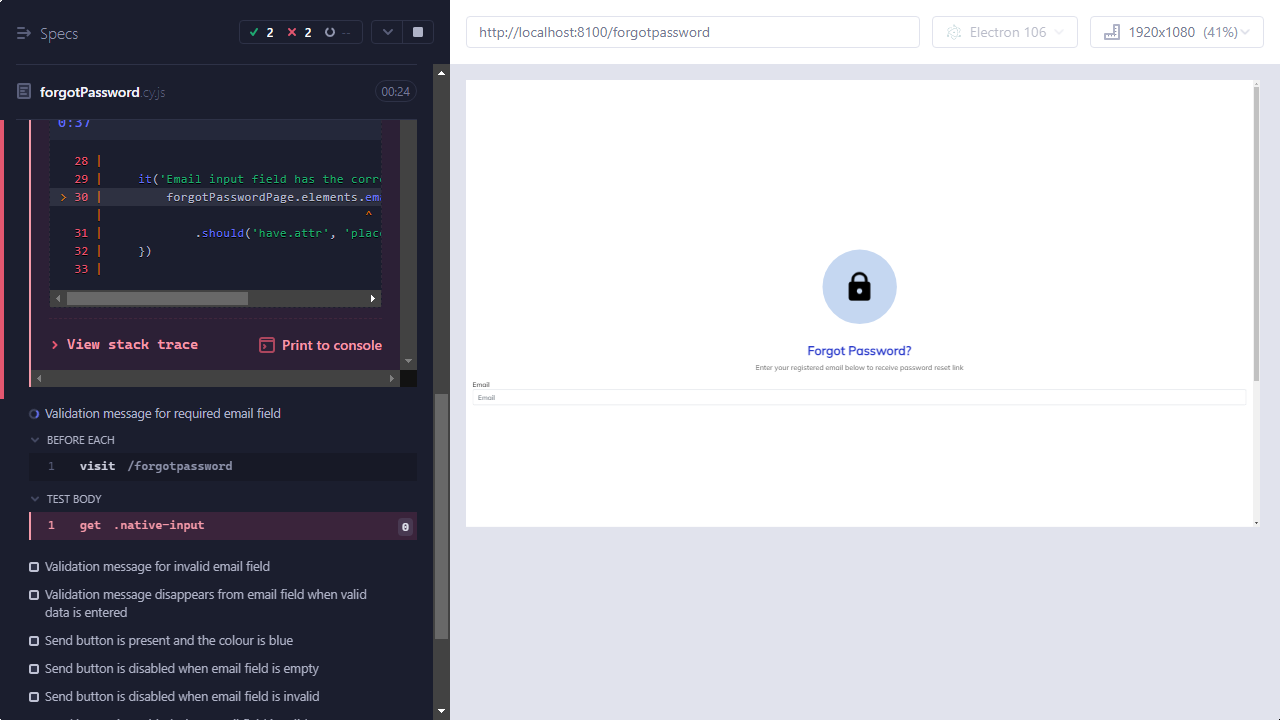 Specs
2
2
--
forgotPassword.cy.js
00:24
0:37
28 |
29 | it('Email input field has the corre
> 30 | forgotPasswordPage.elements.ema
| ^
31 | .should('have.attr', 'place
32 | })
33 |
> View stack trace
Print to console
Validation message for required email field
BEFORE EACH
1 visit /forgotpassword
TEST BODY
1 get .native-input 0
Validation message for invalid email field
Validation message disappears from email field when valid
data is entered
Send button is present and the colour is blue
Send button is disabled when email field is empty
Send button is disabled when email field is invalid
http://localhost:8100/forgotpassword
Electron 106
1920x1080 (41%)
Forgot Password?
Enter your registered email below to receive password reset link
Email
Email